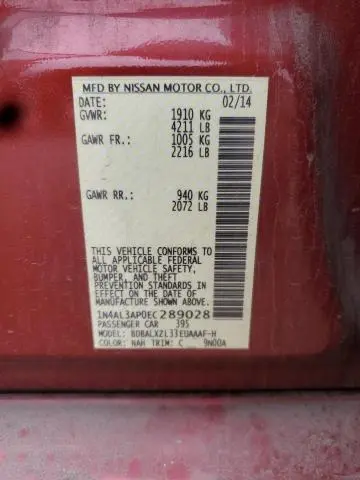 MFD BY NISSAN MOTOR CO., LTD.
DATE: 02/14
GVWR: 1910 KG
4211 LB
GAWR FR.: 1005 KG
2216 LB
GAWR RR.: 940 KG
2072 LB
THIS VEHICLE CONFORMS TO
ALL APPLICABLE FEDERAL
MOTOR VEHICLE SAFETY,
BUMPER, AND THEFT
PREVENTION STANDARDS
IN EFFECT ON THE DATE OF
MANUFACTURE SHOWN ABOVE.
1N4AL3AP0EC289028
PASSENGER CAR 395
MODEL: BDBALXZL33EDAAAF-H
COLOR: NAH TRIM: C 9N00A